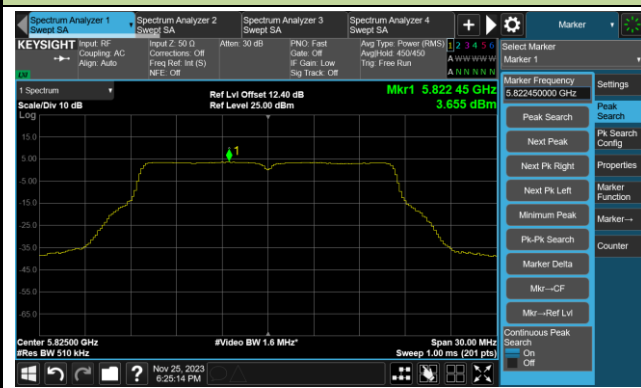 Spectrum Analyzer 1
Swept SA
Spectrum Analyzer 2
Swept SA
Spectrum Analyzer 3
Swept SA
Spectrum Analyzer 4
Swept SA
+
Marker
KEYSIGHT
Input: RF
Coupling: AC
Align: Auto
Input Z: 50 Ω
Corrections: Off
Freq Ref: Int (S)
NFE: Off
Atten: 30 dB
PNO: Fast
Gate: Off
IF Gain: Low
Sig Track: Off
Avg Type: Power (RMS)
Avg|Hold: 450/450
Trig: Free Run
1 2 3 4 5 6
A W W W W W
A N N N N N
LW
Select Marker
Marker 1
1 Spectrum
Scale/Div 10 dB
Log
Ref Lvl Offset 12.40 dB
Ref Level 25.00 dBm
Mkr1 5.822 45 GHz
3.655 dBm
15.0
5.00
-5.00
-15.0
-25.0
-35.0
-45.0
-55.0
-65.0
1
Center 5.82500 GHz
#Res BW 510 kHz
#Video BW 1.6 MHz*
Span 30.00 MHz
Sweep 1.00 ms (201 pts)
Marker Frequency
5.822450000 GHz
Peak Search
Next Peak
Next Pk Right
Next Pk Left
Minimum Peak
Pk-Pk Search
Marker Delta
Mkr→CF
Mkr→Ref Lvl
Continuous Peak
Search
On
Off
Settings
Peak
Search
Pk Search
Config
Properties
Marker
Function
Marker→
Counter
?
Nov 25, 2023
6:25:14 PM